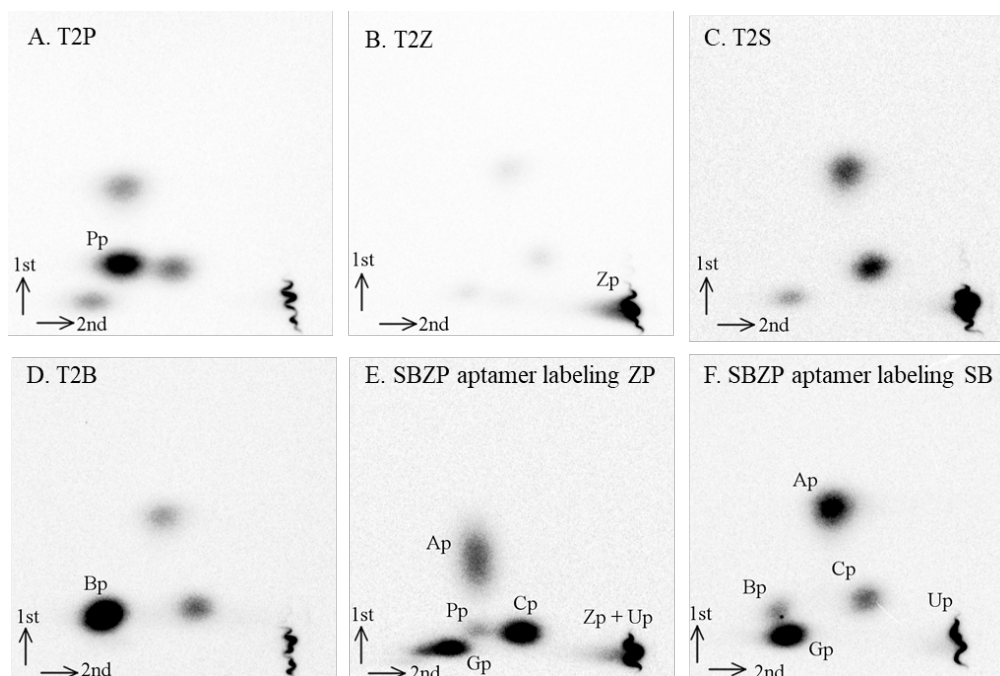 A. T2P
B. T2Z
C. T2S
Pp
1st
2nd
Zp
1st
2nd
1st
2nd
D. T2B
E. SBZP aptamer labeling ZP
F. SBZP aptamer labeling SB
Bp
1st
2nd
Ap
Pp
Cp
Zp + Up
Gp
1st
2nd
Ap
Bp
Cp
Up
Gp
1st
2nd